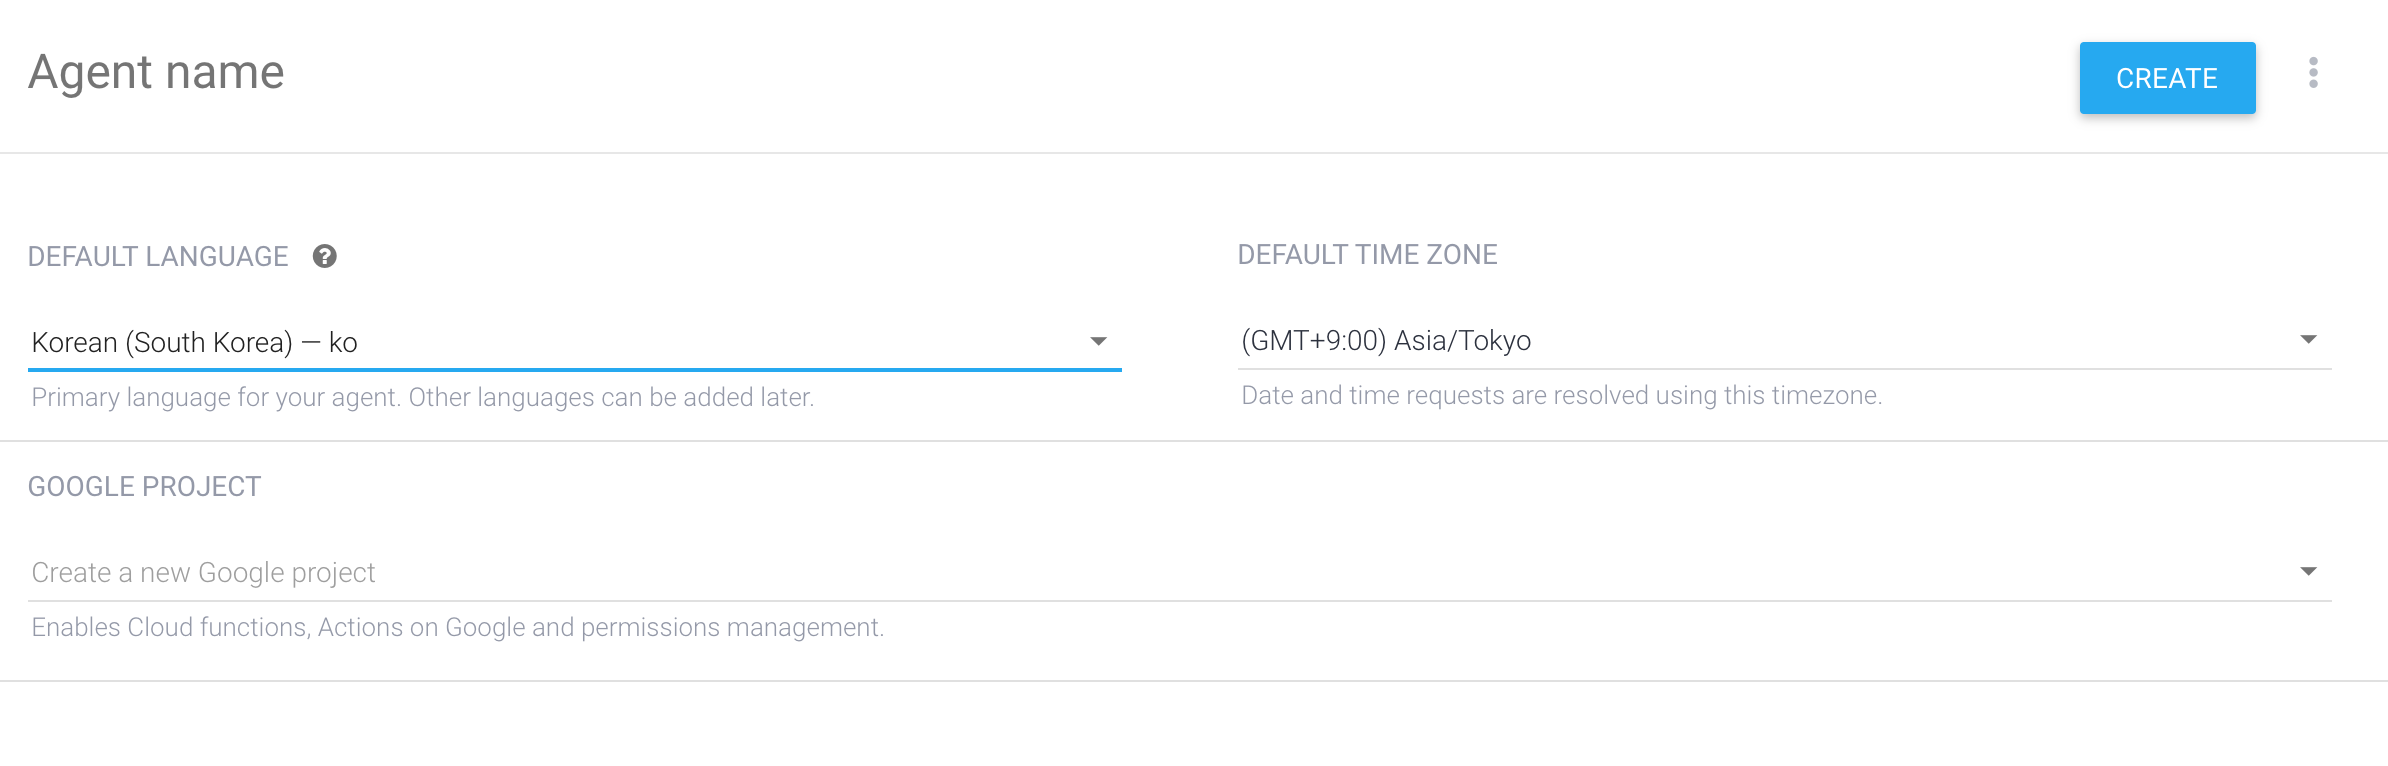 Agent name
CREATE
DEFAULT LANGUAGE
Korean (South Korea) — ko
Primary language for your agent. Other languages can be added later.
DEFAULT TIME ZONE
(GMT+9:00) Asia/Tokyo
Date and time requests are resolved using this timezone.
GOOGLE PROJECT
Create a new Google project
Enables Cloud functions, Actions on Google and permissions management.